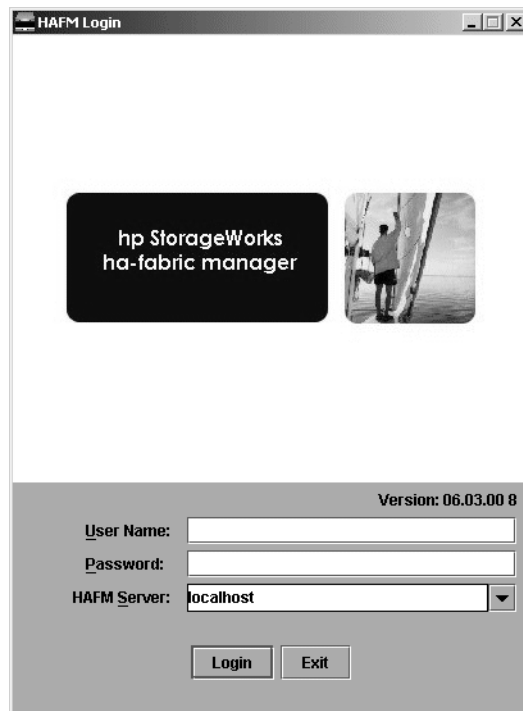 HAFM Login
hp StorageWorks
ha-fabric manager
Version: 06.03.00 8
User Name:
Password:
HAFM Server: localhost
Login Exit